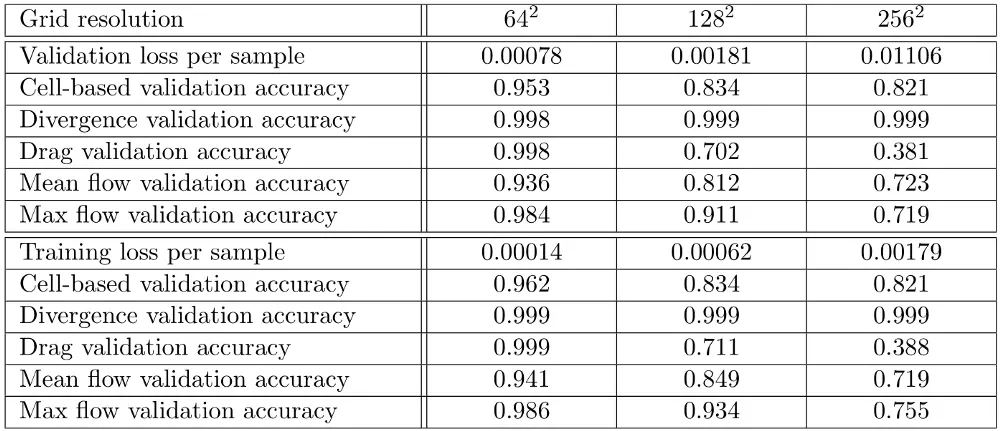 Grid resolution 64² 128² 256²
Validation loss per sample 0.00078 0.00181 0.01106
Cell-based validation accuracy 0.953 0.834 0.821
Divergence validation accuracy 0.998 0.999 0.999
Drag validation accuracy 0.998 0.702 0.381
Mean flow validation accuracy 0.936 0.812 0.723
Max flow validation accuracy 0.984 0.911 0.719
Training loss per sample 0.00014 0.00062 0.00179
Cell-based validation accuracy 0.962 0.834 0.821
Divergence validation accuracy 0.999 0.999 0.999
Drag validation accuracy 0.999 0.711 0.388
Mean flow validation accuracy 0.941 0.849 0.719
Max flow validation accuracy 0.986 0.934 0.755